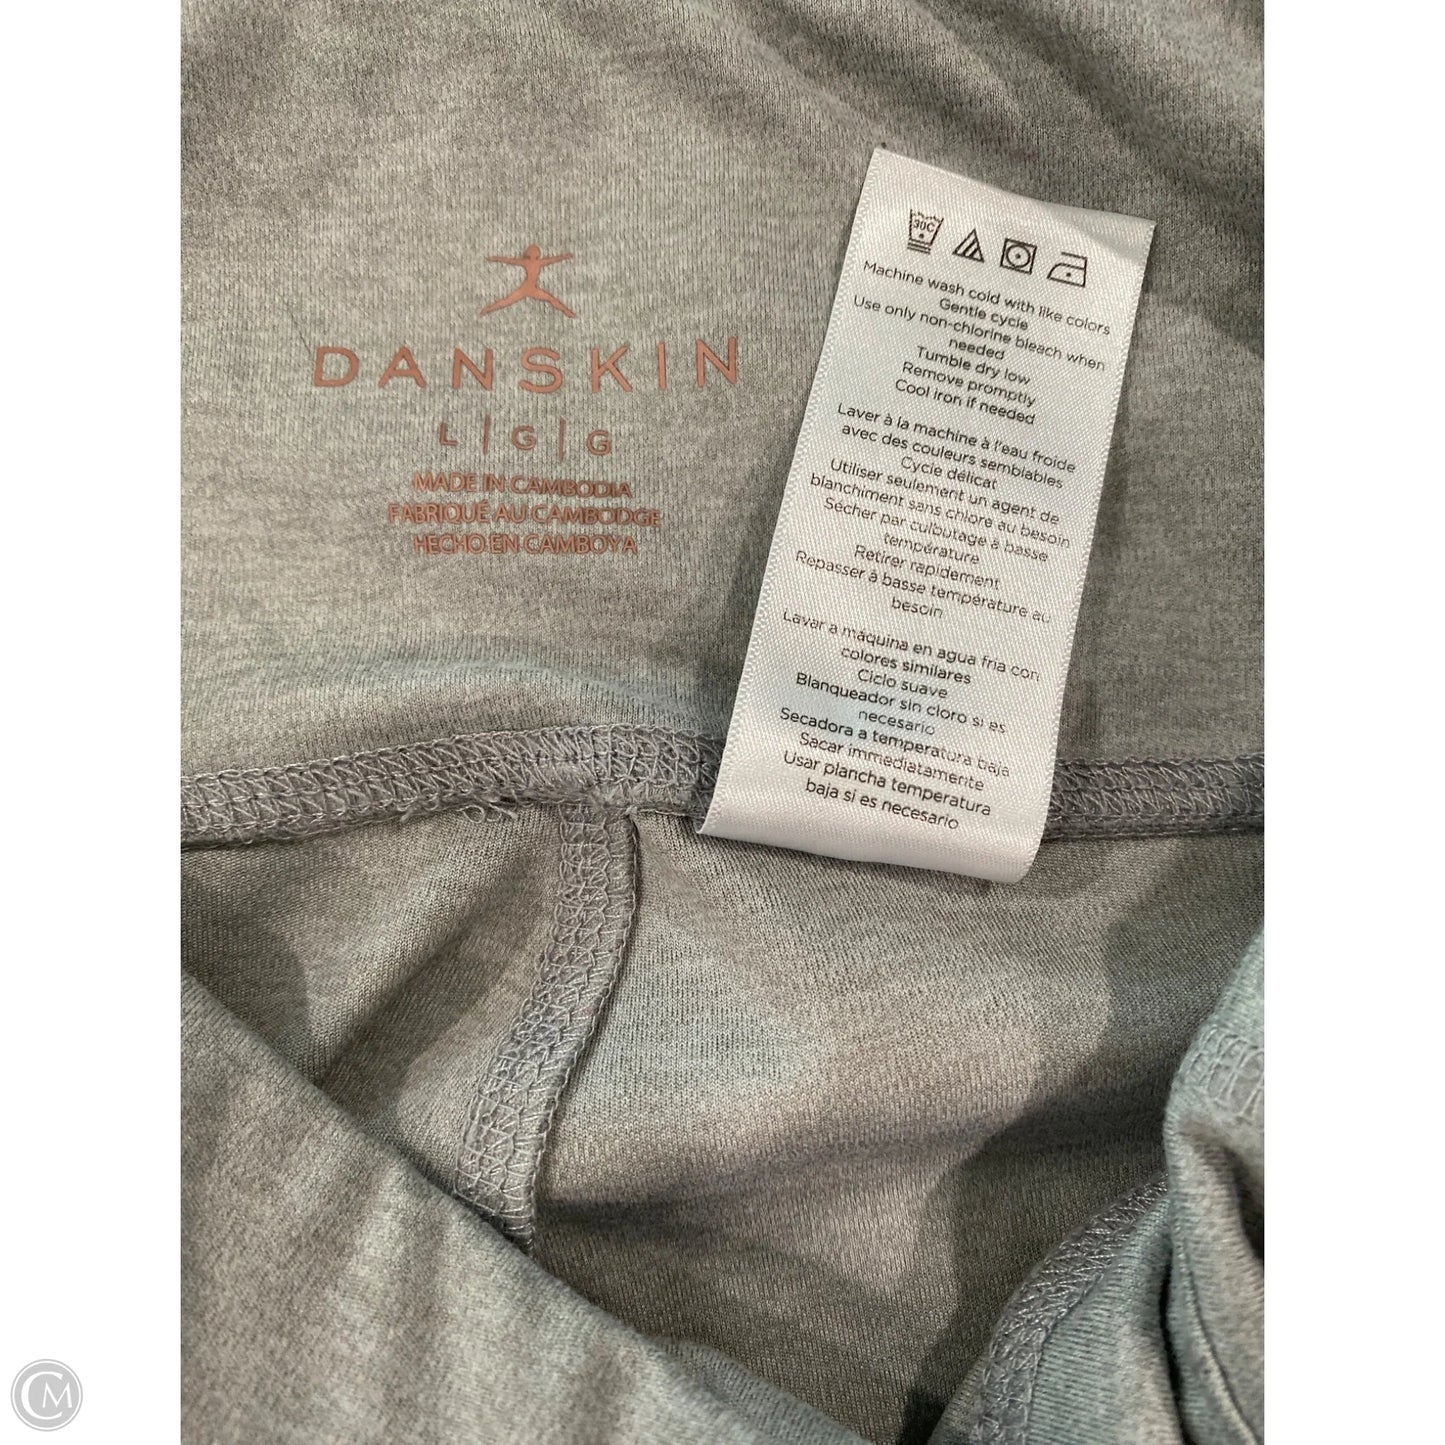 DANSKIN
L | G | G
MADE IN CAMBODIA
FABRIQUÉ AU CAMBODGE
HECHO EN CAMBOYA
30C
Machine wash cold with like colors
Gentle cycle
Use only non-chlorine bleach when
needed
Tumble dry low
Remove promptly
Cool iron if needed
Laver à la machine à l'eau froide
avec des couleurs semblables
Cycle délicat
Utiliser seulement un agent de
blanchiment sans chlore au besoin
Sécher par culbutage à basse
température
Retirer rapidement
Repasser à basse température au
besoin
Lavar a máquina en agua fria con
colores similares
Ciclo suave
Blanqueador sin cloro si es
necesario
Secadora a temperatura baja
Sacar immediatamente
Usar plancha temperatura
baja si es necesario
CM